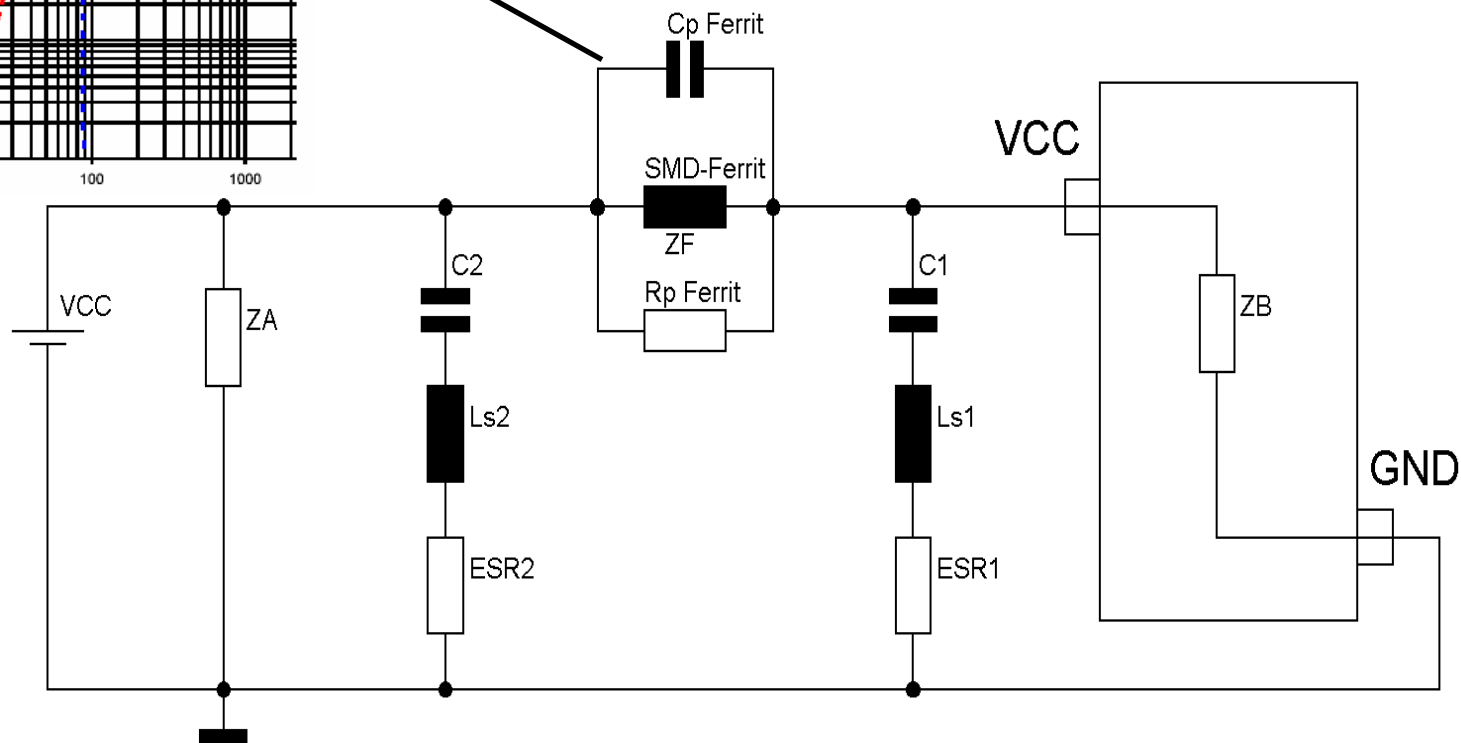 Cp Ferrit
VCC
SMD-Ferrit
100
1000
ZF
C2
C1
Rp Ferrit
VCC
ZA
ZB
Ls2
Ls1
GND
ESR2
ESR1